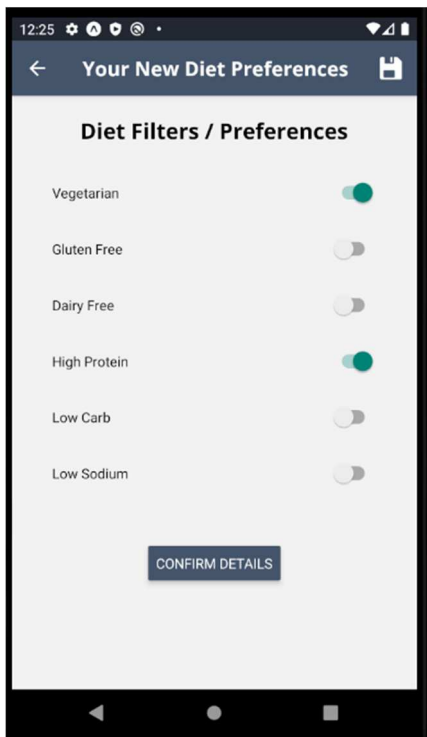 12:25
Your New Diet Preferences
Diet Filters / Preferences
Vegetarian
Gluten Free
Dairy Free
High Protein
Low Carb
Low Sodium
CONFIRM DETAILS